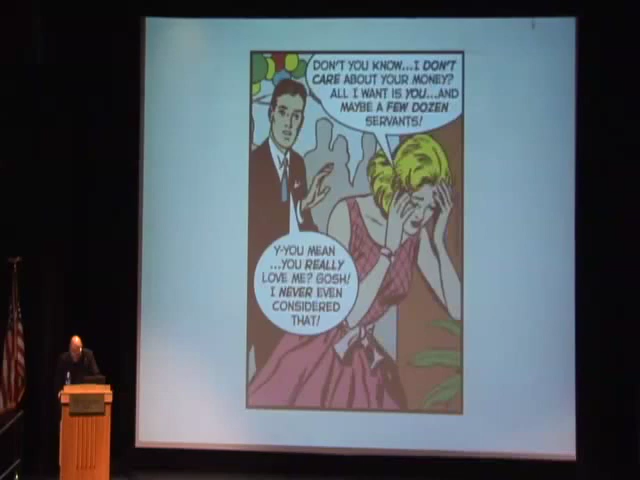 DON'T YOU KNOW...I DON'T
CARE ABOUT YOUR MONEY?
ALL I WANT IS YOU...AND
MAYBE A FEW DOZEN
SERVANTS!
Y-YOU MEAN
...YOU REALLY
LOVE ME? GOSH!
I NEVER EVEN
CONSIDERED
THAT!